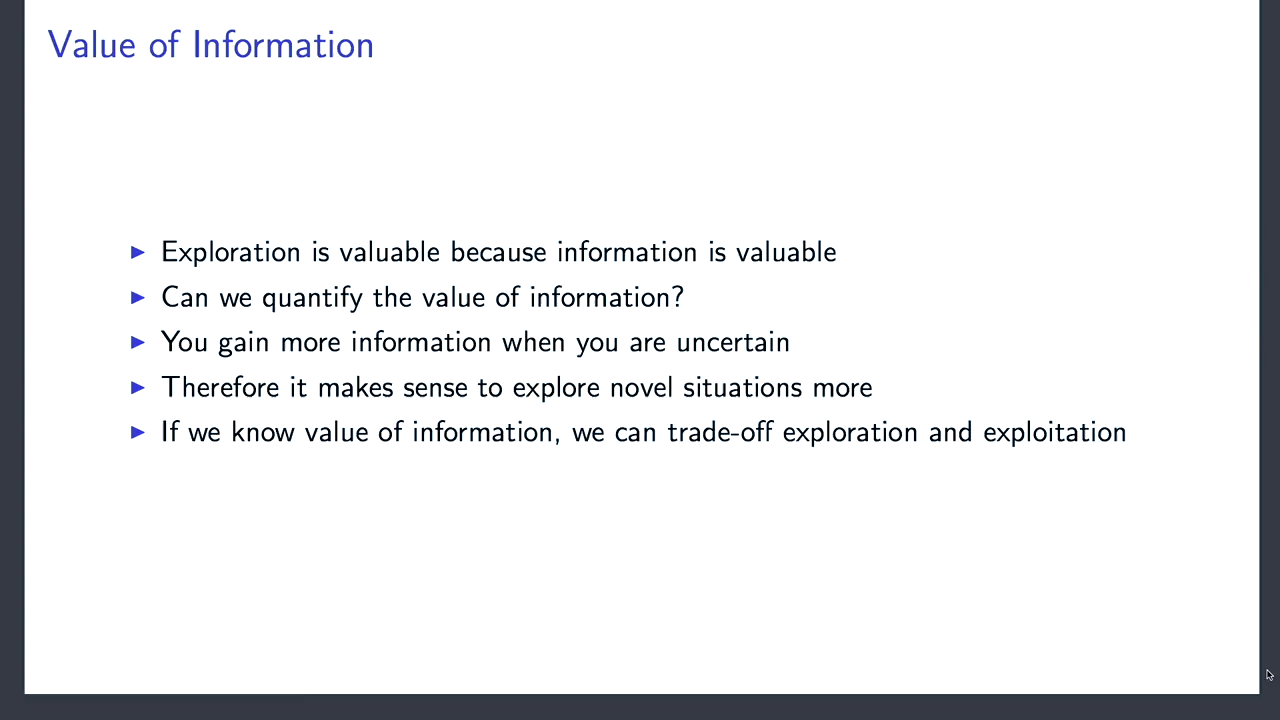 Value of Information
▶ Exploration is valuable because information is valuable
▶ Can we quantify the value of information?
▶ You gain more information when you are uncertain
▶ Therefore it makes sense to explore novel situations more
▶ If we know value of information, we can trade-off exploration and exploitation